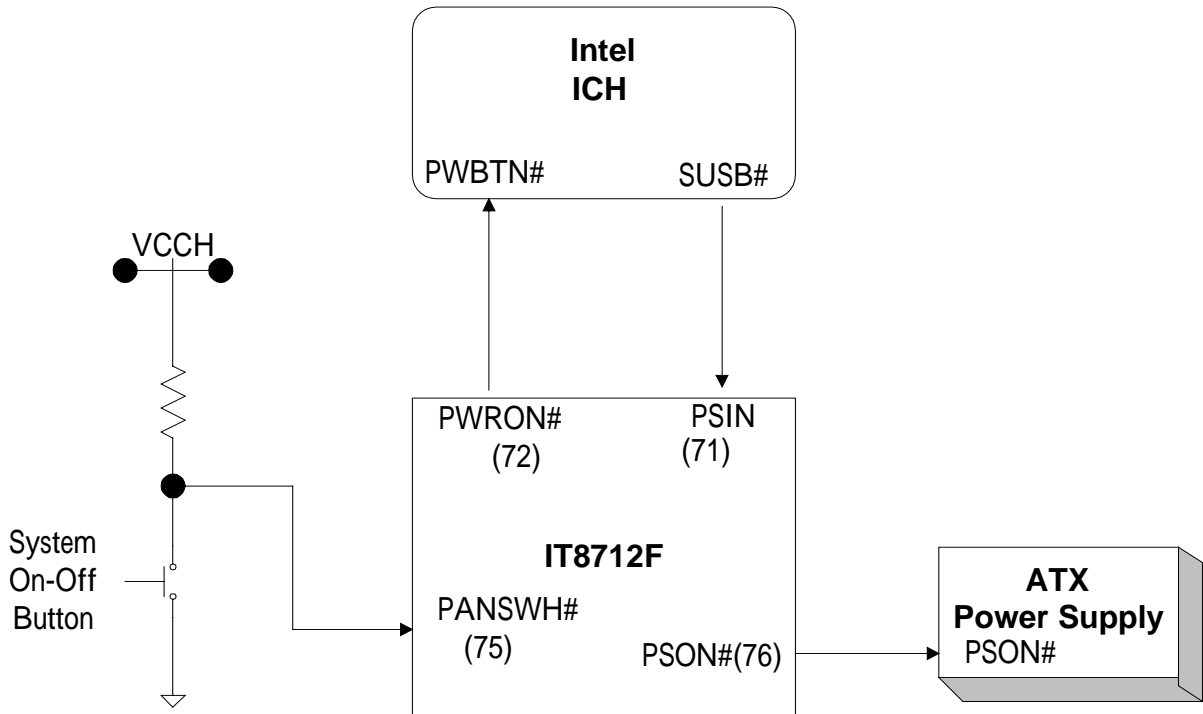 Intel
ICH
PWBTN#
SUSB#
VCCH
PWRON#
(72)
PSIN
(71)
System
On-Off
Button
IT8712F
PANSWH#
(75)
PSON#(76)
ATX
Power Supply
PSON#